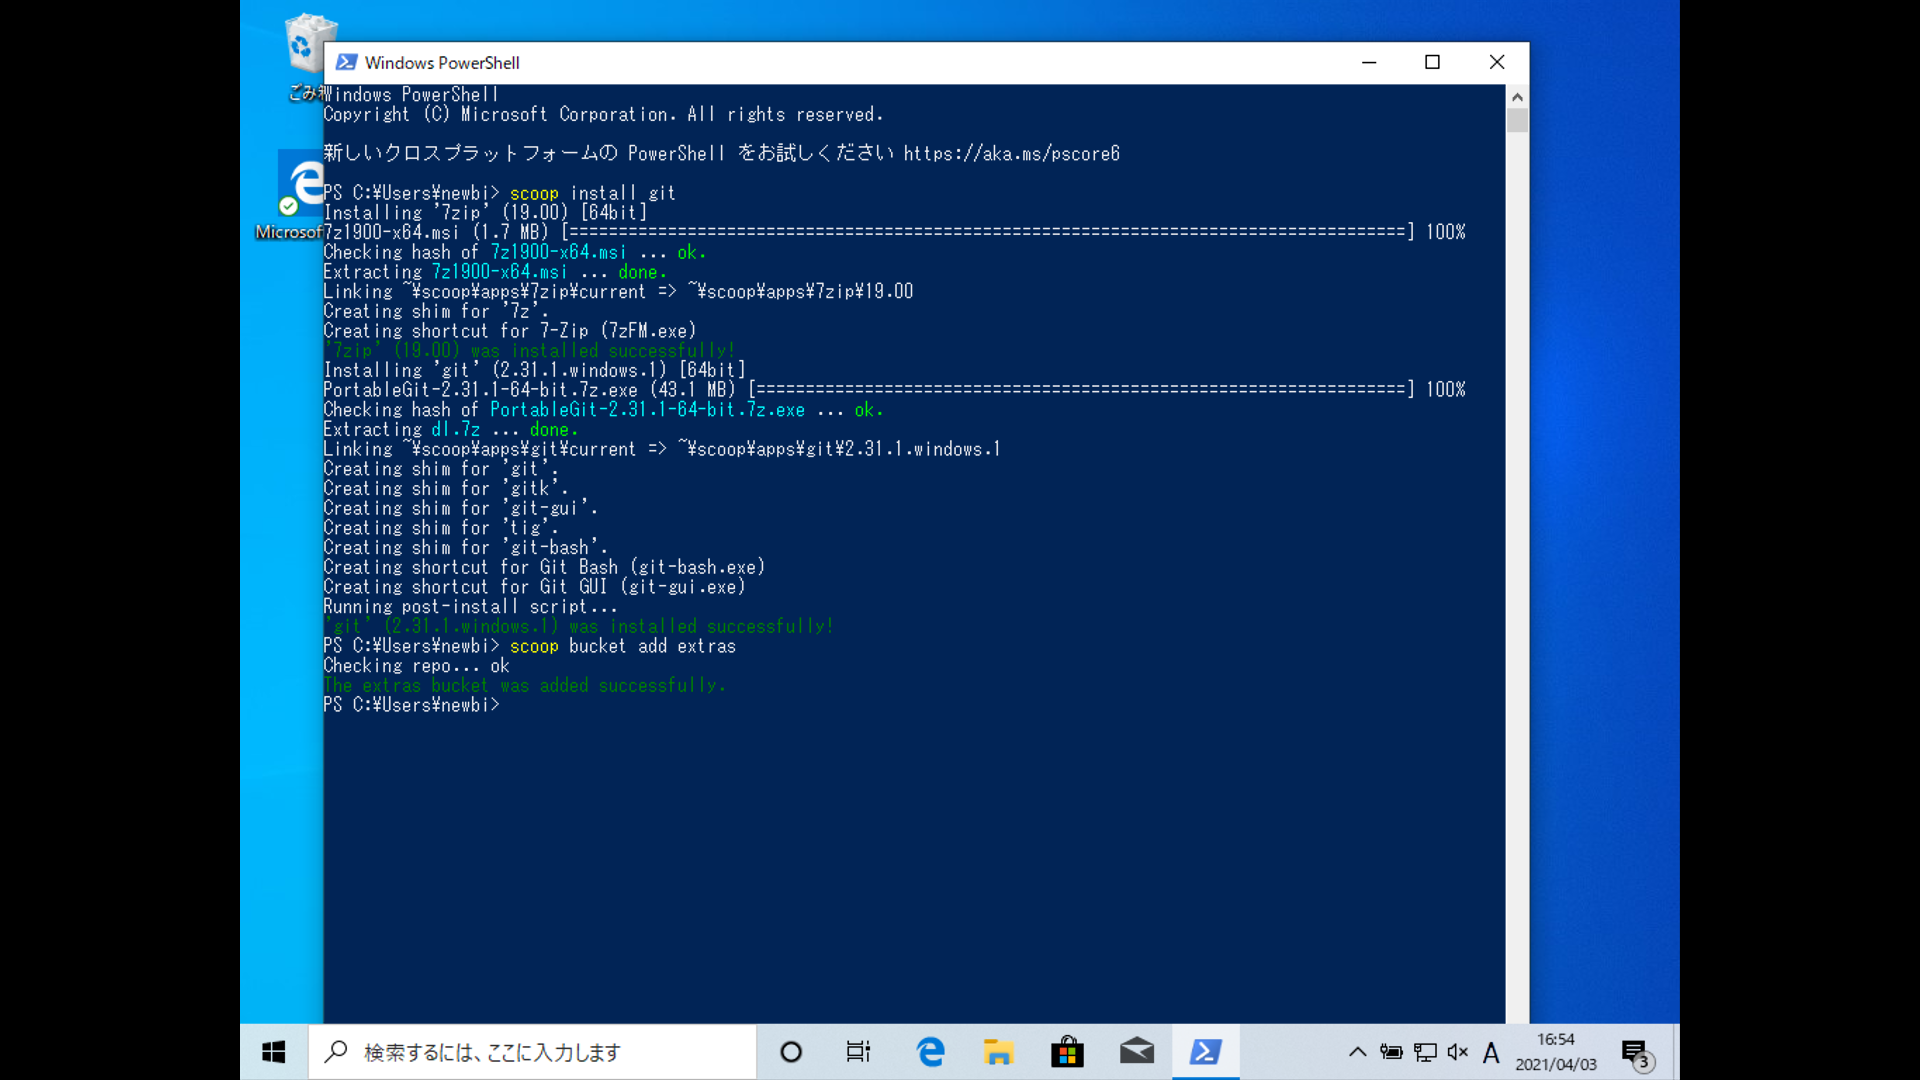 Windows PowerShell
ごみ箱
Windows PowerShell
Copyright (C) Microsoft Corporation. All rights reserved.
新しいクロスプラットフォームの PowerShell をお試しください https://aka.ms/pscore6
PS C:¥Users¥newbi> scoop install git
Installing '7zip' (19.00) [64bit]
Microsof
7z1900-x64.msi (1.7 MB) [=====================================================================================] 100%
Checking hash of 7z1900-x64.msi ... ok.
Extracting 7z1900-x64.msi ... done.
Linking ~¥scoop¥apps¥7zip¥current => ~¥scoop¥apps¥7zip¥19.00
Creating shim for '7z'.
Creating shortcut for 7-Zip (7zFM.exe)
'7zip' (19.00) was installed successfully!
Installing 'git' (2.31.1.windows.1) [64bit]
PortableGit-2.31.1-64-bit.7z.exe (43.1 MB) [==================================================================] 100%
Checking hash of PortableGit-2.31.1-64-bit.7z.exe ... ok.
Extracting dl.7z ... done.
Linking ~¥scoop¥apps¥git¥current => ~¥scoop¥apps¥git¥2.31.1.windows.1
Creating shim for 'git'.
Creating shim for 'gitk'.
Creating shim for 'git-gui'.
Creating shim for 'tig'.
Creating shim for 'git-bash'.
Creating shortcut for Git Bash (git-bash.exe)
Creating shortcut for Git GUI (git-gui.exe)
Running post-install script...
'git' (2.31.1.windows.1) was installed successfully!
PS C:¥Users¥newbi> scoop bucket add extras
Checking repo... ok
The extras bucket was added successfully.
PS C:¥Users¥newbi>
検索するには、ここに入力します
A
16:54
2021/04/03
3